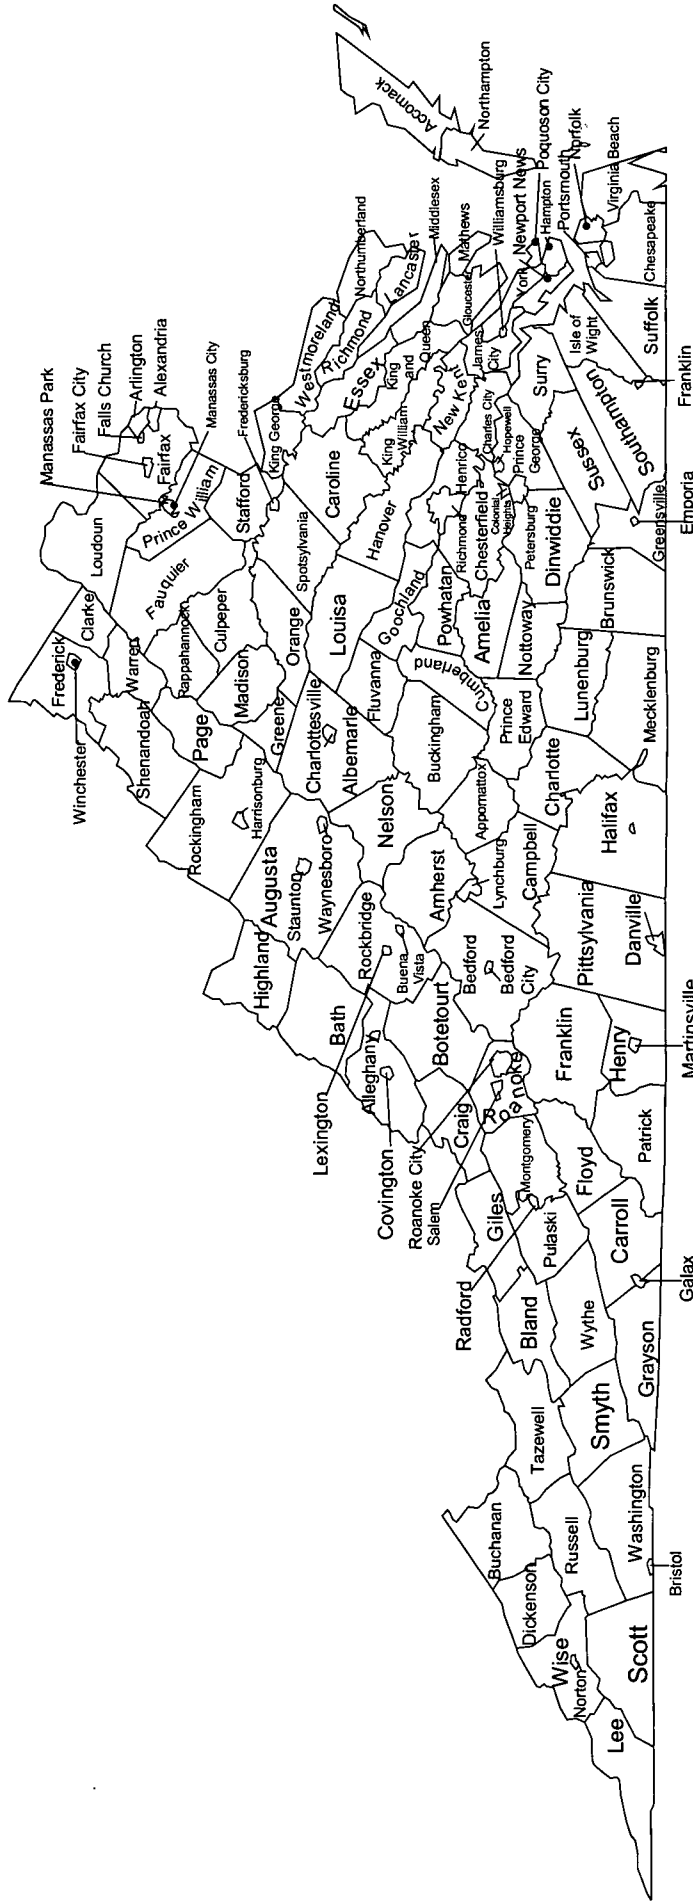 Manassas Park
Fairfax City
Falls Church
Arlington
Alexandria
Manassas City
Fredericksburg
Fairfax
Loudoun
Prince William
Stafford
King George
Westmoreland
Richmond
Northumberland
Lancaster
Middlesex
Mathews
Williamsburg
Newport News
Northampton
Accomack
Poquoson City
Hampton
Portsmouth
Norfolk
Virginia Beach
Chesapeake
Suffolk
Isle of
Wight
York
Gloucester
James
City
Surry
Southampton
Franklin
Essex
King
and
Queen
King
William
New Kent
Charles City
Hopewell
Prince
George
Sussex
Greensville
Emporia
Caroline
Hanover
Henrico
Richmond
Chesterfield
Colonial
Heights
Petersburg
Dinwiddie
Brunswick
Spotsylvania
Louisa
Goochland
Powhatan
Amelia
Nottoway
Lunenburg
Mecklenburg
Clarke
Frederick
Winchester
Warren
Fauquier
Rappahannock
Culpeper
Madison
Orange
Greene
Shenandoah
Page
Rockingham
Harrisonburg
Charlottesville
Albemarle
Fluvanna
Cumberland
Buckingham
Prince
Edward
Charlotte
Halifax
Nelson
Appomattox
Campbell
Lynchburg
Amherst
Augusta
Staunton
Waynesboro
Highland
Rockbridge
Buena
Vista
Lexington
Bath
Alleghany
Covington
Botetourt
Bedford
Bedford
City
Pittsylvania
Danville
Franklin
Henry
Martinsville
Patrick
Craig
Roanoke
Roanoke City
Salem
Montgomery
Floyd
Giles
Radford
Pulaski
Carroll
Galax
Bland
Wythe
Grayson
Tazewell
Smyth
Washington
Bristol
Buchanan
Russell
Dickenson
Wise
Norton
Scott
Lee